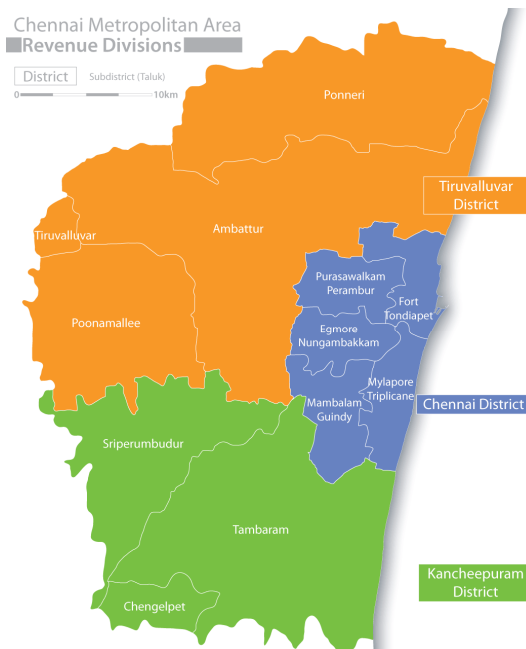 Chennai Metropolitan Area
Revenue Divisions
District
Subdistrict (Taluk)
0 10km
Ponneri
Tiruvalluvar
District
Ambattur
Tiruvalluvar
Purasawalkam
Perambur
Fort
Tondiapet
Poonamallee
Egmore
Nungambakkam
Mylapore
Triplicane
Mambalam
Guindy
Chennai District
Sriperumbudur
Tambaram
Kancheepuram
District
Chengelpet